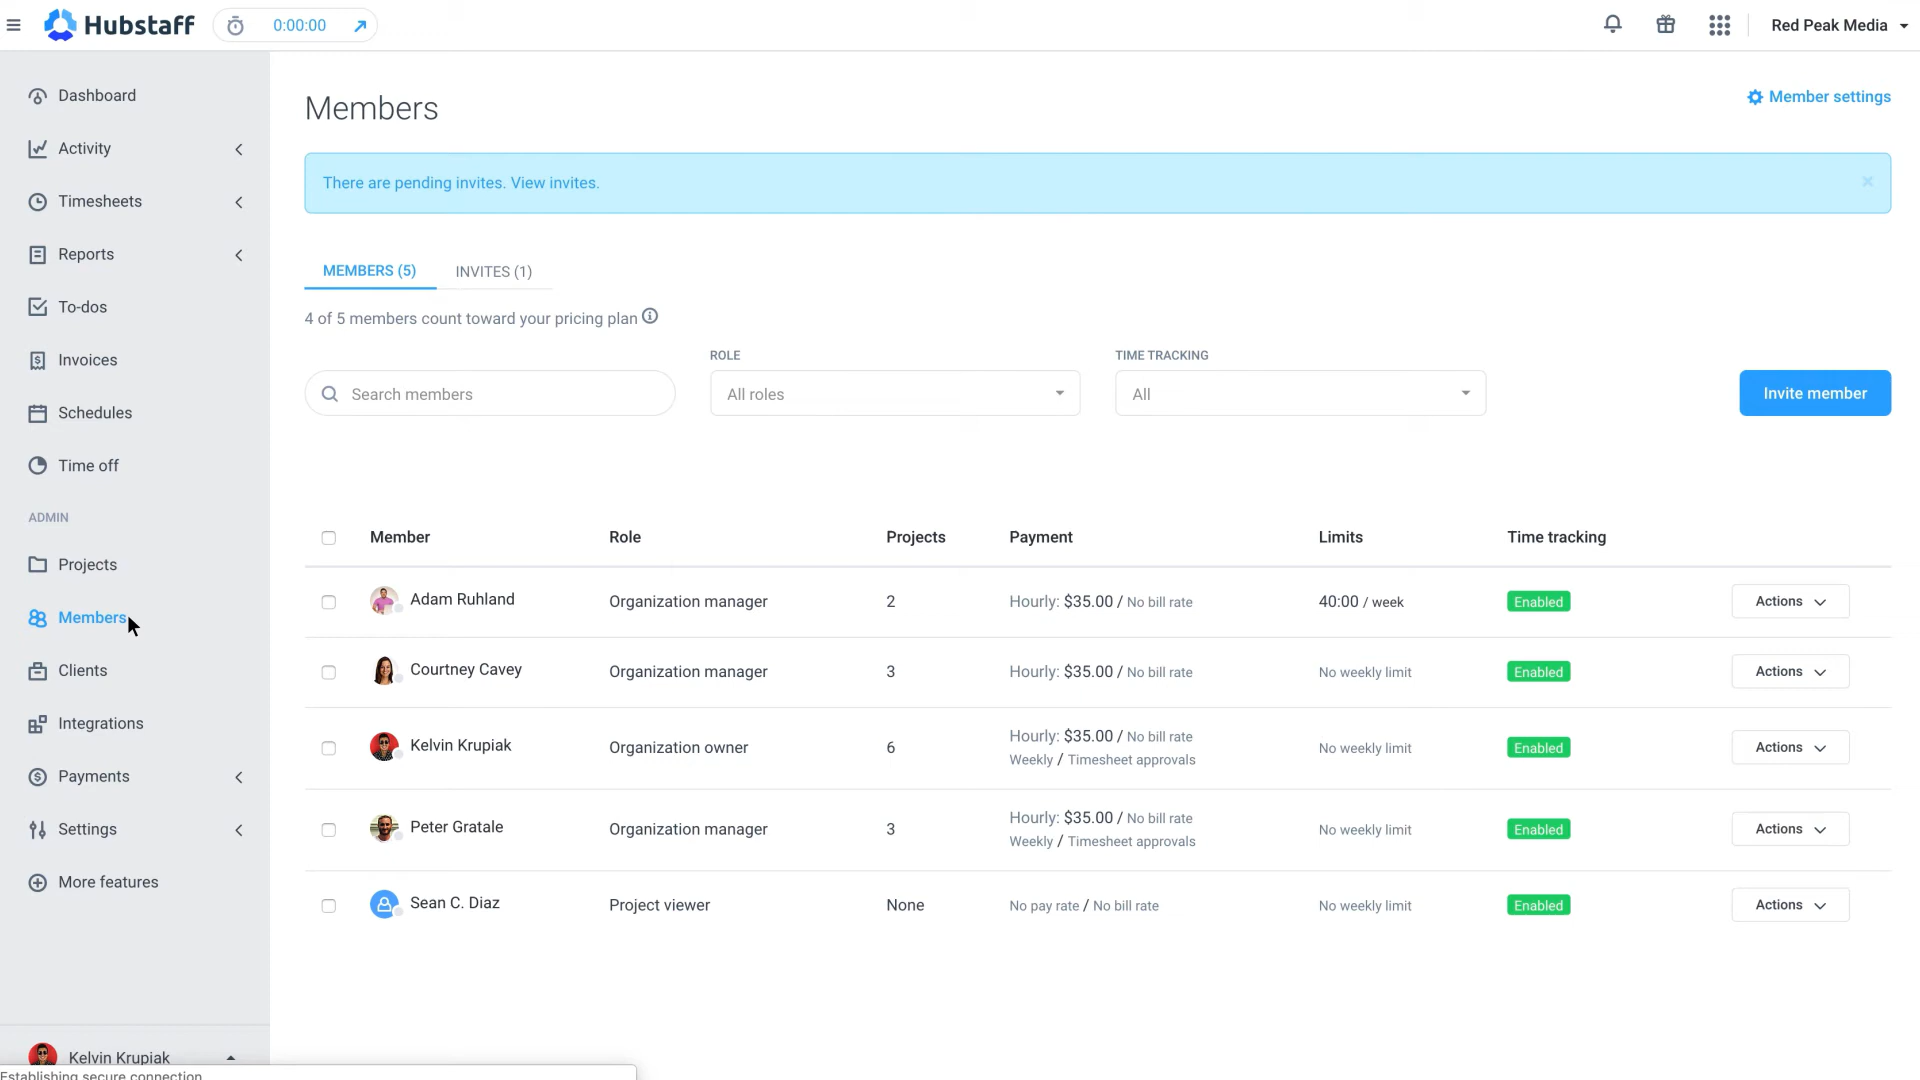 Hubstaff
0:00:00
Red Peak Media
Dashboard
Activity
Timesheets
Reports
To-dos
Invoices
Schedules
Time off
ADMIN
Projects
Members
Clients
Integrations
Payments
Settings
More features
Kelvin Krupiak
Establishing secure connection
Members
Member settings
There are pending invites. View invites.
MEMBERS (5) INVITES (1)
4 of 5 members count toward your pricing plan
ROLE TIME TRACKING
Search members All roles All Invite member
Member Role Projects Payment Limits Time tracking
Adam Ruhland Organization manager 2 Hourly: $35.00 / No bill rate 40:00 / week Enabled Actions
Courtney Cavey Organization manager 3 Hourly: $35.00 / No bill rate No weekly limit Enabled Actions
Kelvin Krupiak Organization owner 6 Hourly: $35.00 / No bill rate No weekly limit Enabled Actions
Weekly / Timesheet approvals
Peter Gratale Organization manager 3 Hourly: $35.00 / No bill rate No weekly limit Enabled Actions
Weekly / Timesheet approvals
Sean C. Diaz Project viewer None No pay rate / No bill rate No weekly limit Enabled Actions